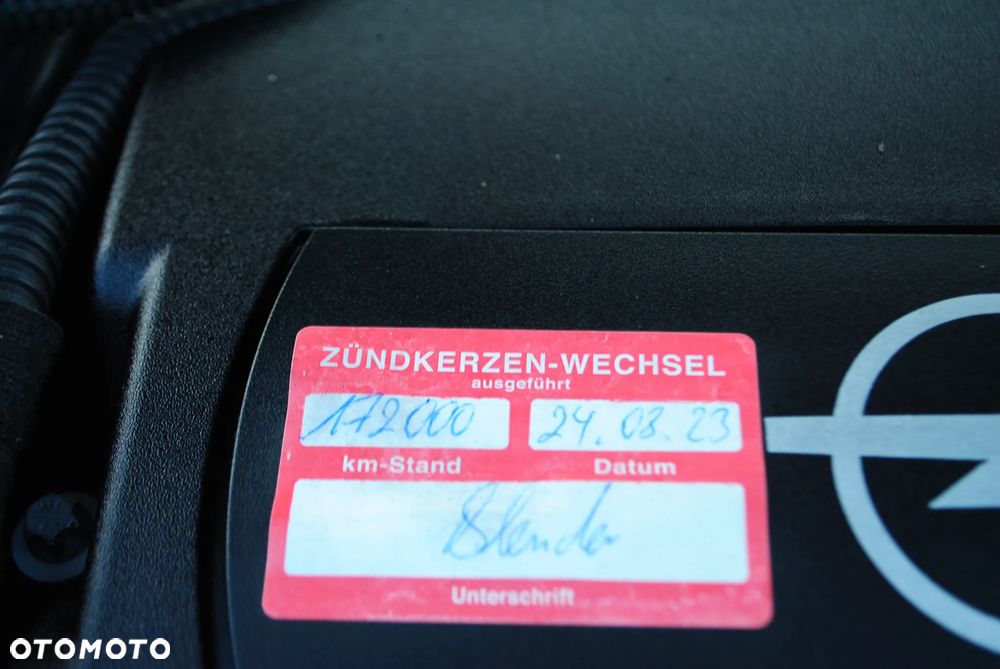 ZÜNDKERZEN-WECHSEL
ausgeführt
172000 24.08.23
km-Stand Datum
Unterschrift
OTOMOTO